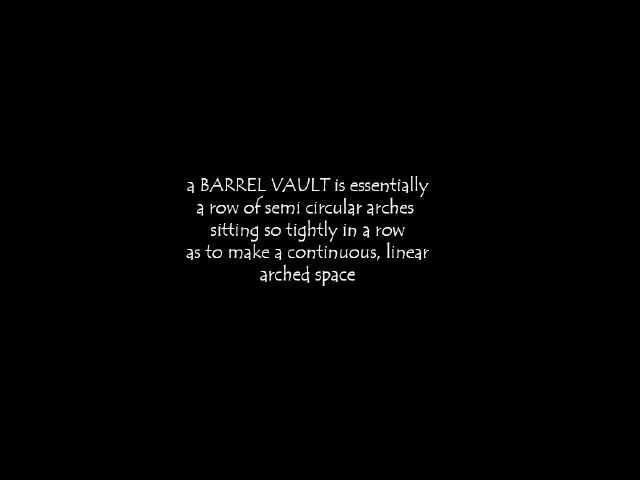 a BARREL VAULT is essentially
a row of semi circular arches
sitting so tightly in a row
as to make a continuous, linear
arched space